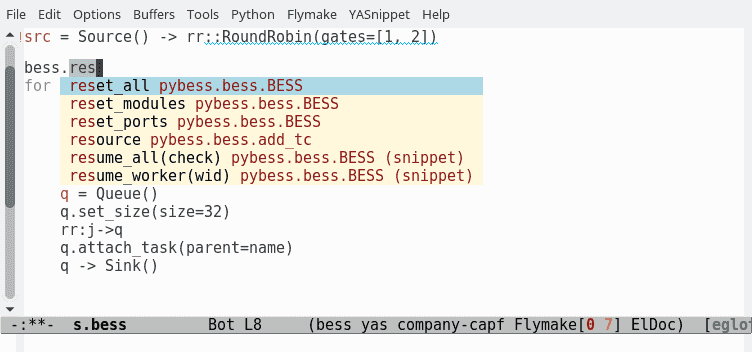 File Edit Options Buffers Tools Python Flymake YASnippet Help
!src = Source() -> rr::RoundRobin(gates=[1, 2])
bess.res
for
reset_all pybess.bess.BESS
reset_modules pybess.bess.BESS
reset_ports pybess.bess.BESS
resource pybess.bess.add_tc
resume_all(check) pybess.bess.BESS (snippet)
resume_worker(wid) pybess.bess.BESS (snippet)
q = Queue()
q.set_size(size=32)
rr:j->q
q.attach_task(parent=name)
q -> Sink()
-:**-  s.bess         Bot L8     (bess yas company-capf Flymake[0 7] ElDoc)  [eglo